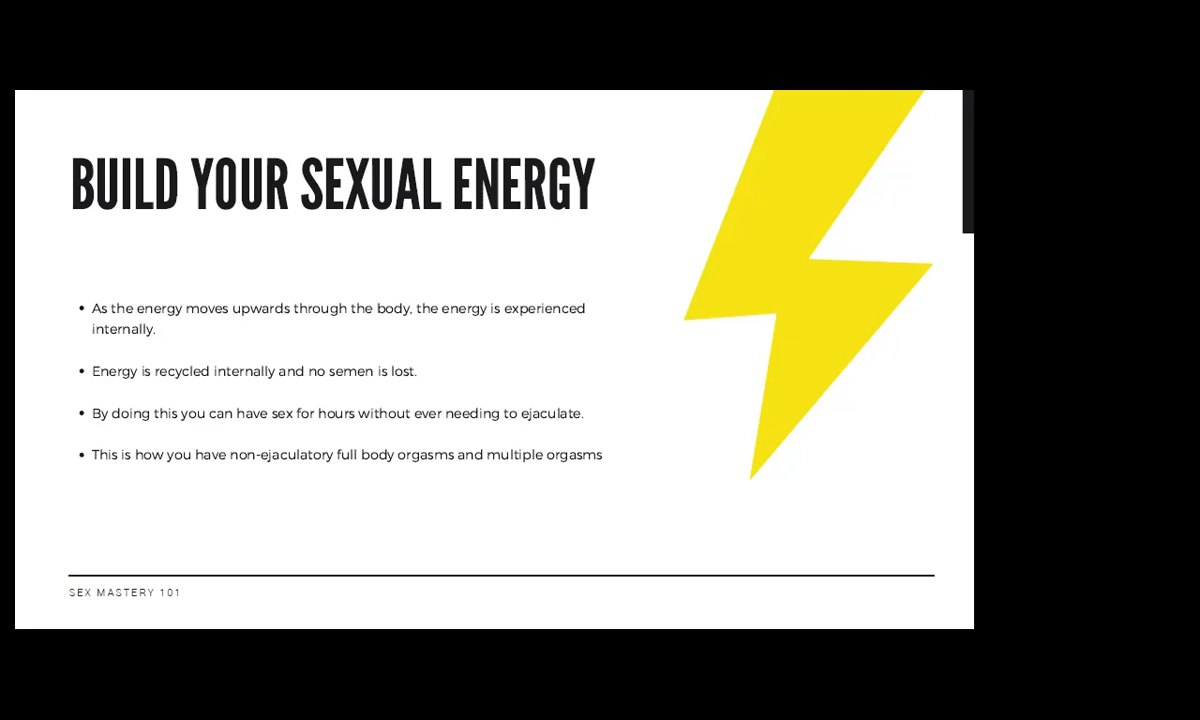 BUILD YOUR SEXUAL ENERGY
• As the energy moves upwards through the body, the energy is experienced
internally.
• Energy is recycled internally and no semen is lost.
• By doing this you can have sex for hours without ever needing to ejaculate.
• This is how you have non-ejaculatory full body orgasms and multiple orgasms
SEX MASTERY 101